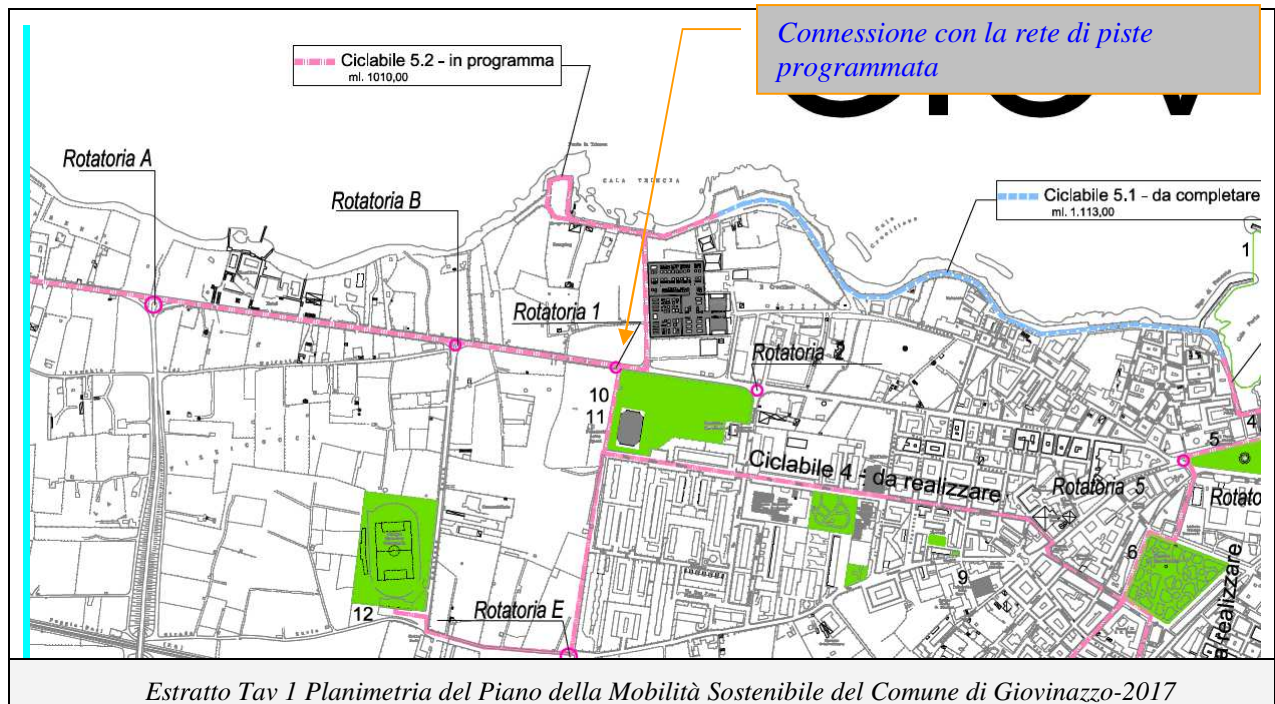 Connessione con la rete di piste
programmata
Ciclabile 5.2 - in programma
ml. 1010,00
Rotatoria A
Rotatoria B
CALA TRINCEA
Ciclabile 5.1 - da completare
ml. 1.113,00
1
Rotatoria 1
Rotatoria 2
10
11
4
5
Ciclabile 4 - da realizzare
Rotatoria 5
6
9
12
Rotatoria E
realizzare
Estratto Tav 1 Planimetria del Piano della Mobilità Sostenibile del Comune di Giovinazzo-2017